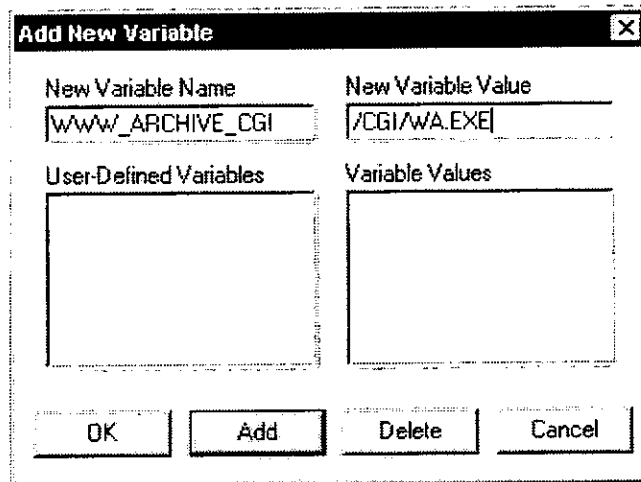 Add New Variable
New Variable Name New Variable Value
WWW_ARCHIVE_CGI /CGI/WA.EXE
User-Defined Variables Variable Values
OK Add Delete Cancel